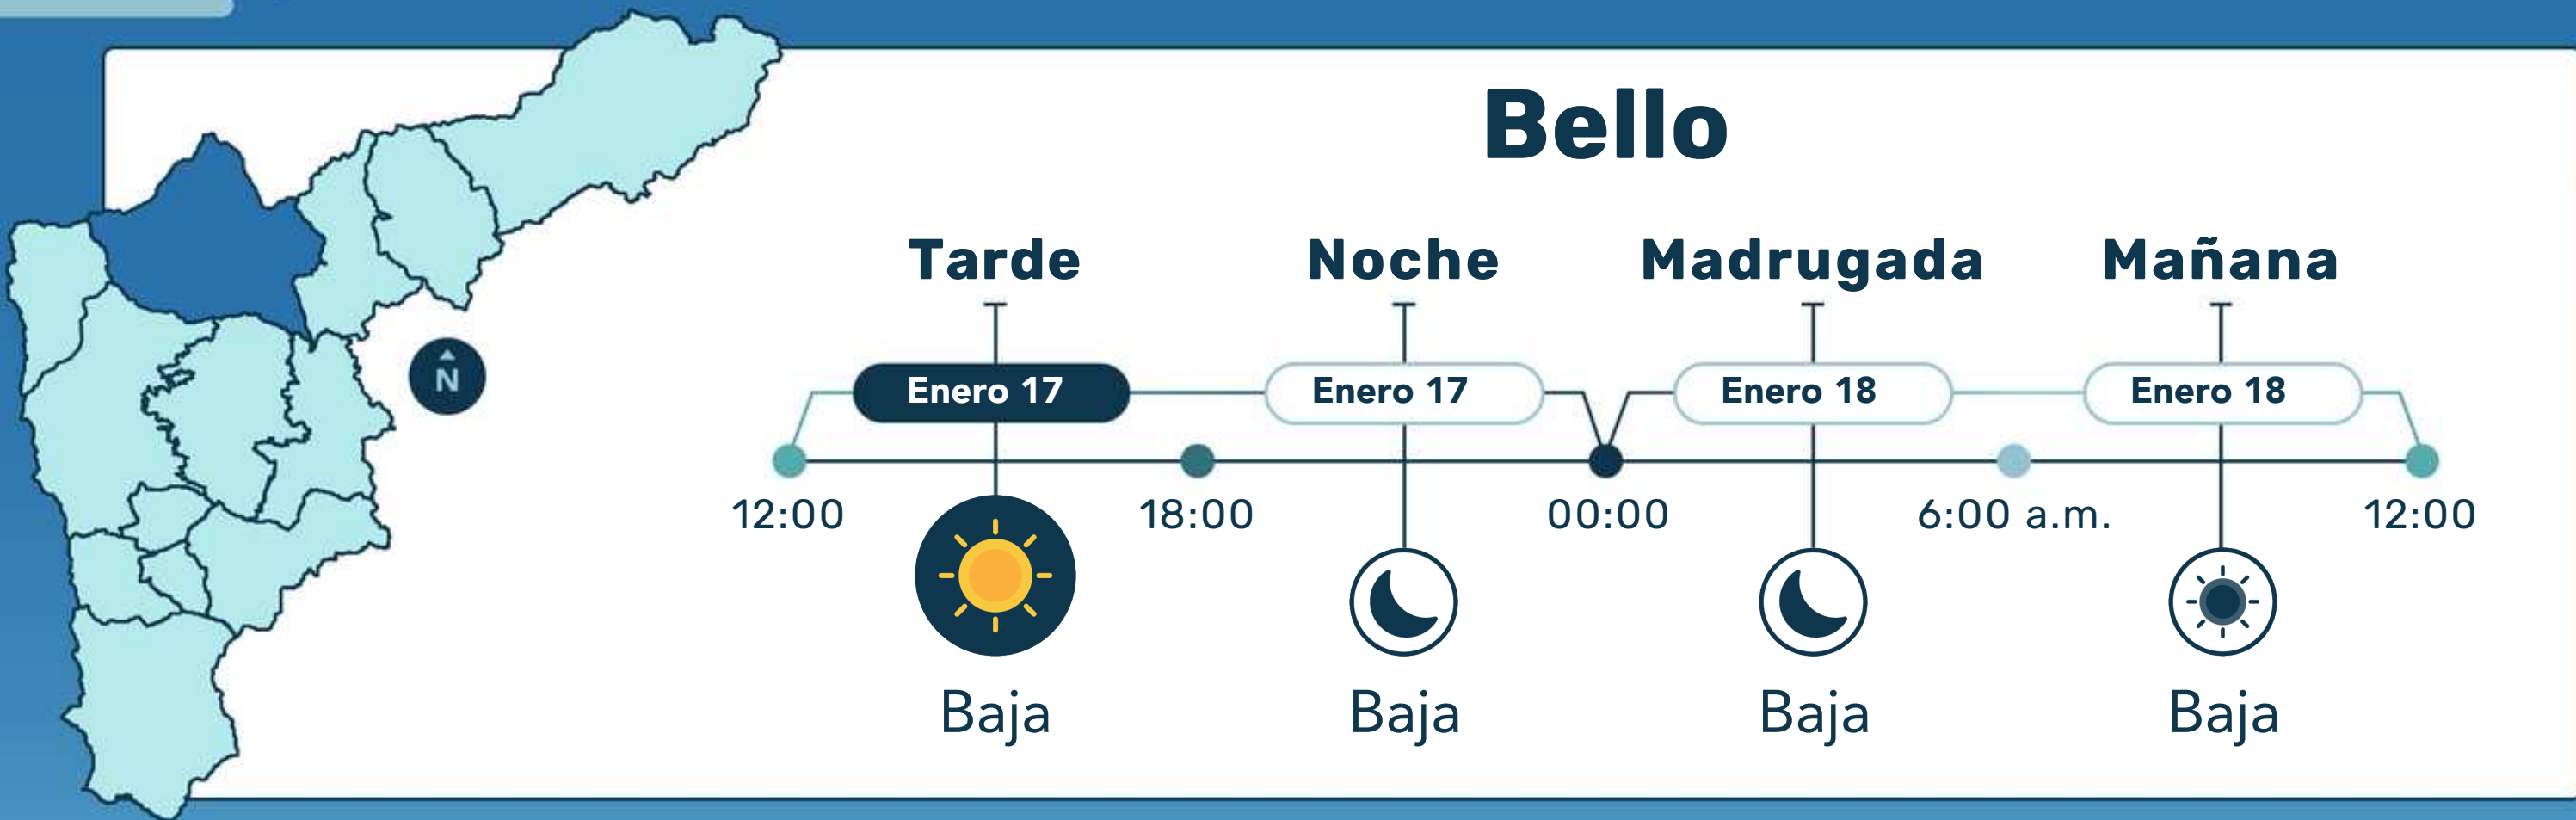 Bello
Tarde Noche Madrugada Mañana
N
Enero 17 Enero 17 Enero 18 Enero 18
12:00 18:00 00:00 6:00 a.m. 12:00
Baja Baja Baja Baja